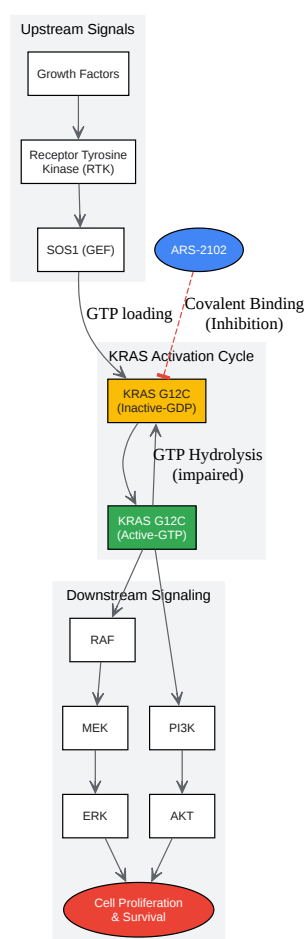 Upstream Signals
Growth Factors
Receptor Tyrosine
Kinase (RTK)
SOS1 (GEF)
ARS-2102
GTP loading
Covalent Binding
(Inhibition)
KRAS Activation Cycle
KRAS G12C
(Inactive-GDP)
GTP Hydrolysis
(impaired)
KRAS G12C
(Active-GTP)
Downstream Signaling
RAF
MEK
PI3K
ERK
AKT
Cell Proliferation
& Survival